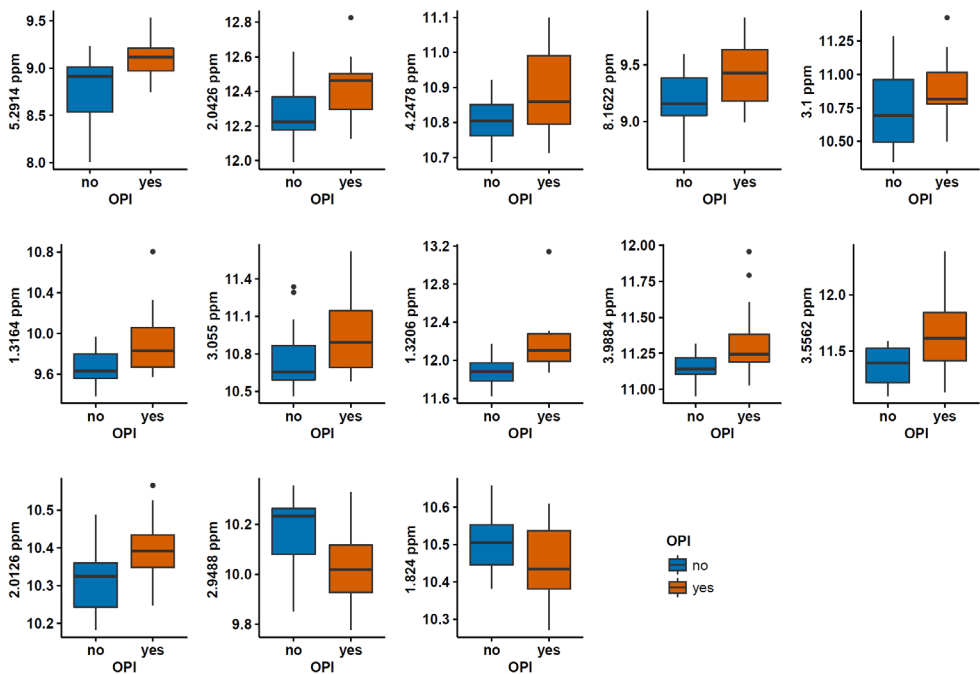 5.2914 ppm
9.5
9.0
8.5
8.0
no yes
OPI
2.0426 ppm
12.8
12.6
12.4
12.2
12.0
no yes
OPI
4.2478 ppm
11.1
11.0
10.9
10.8
10.7
no yes
OPI
8.1622 ppm
9.5
9.0
no yes
OPI
3.1 ppm
11.25
11.00
10.75
10.50
no yes
OPI
1.3164 ppm
10.8
10.4
10.0
9.6
no yes
OPI
3.055 ppm
11.4
11.1
10.8
10.5
no yes
OPI
1.3206 ppm
13.2
12.8
12.4
12.0
11.6
no yes
OPI
3.9884 ppm
12.00
11.75
11.50
11.25
11.00
no yes
OPI
3.5562 ppm
12.0
11.5
no yes
OPI
2.0126 ppm
10.5
10.4
10.3
10.2
no yes
OPI
2.9488 ppm
10.2
10.0
9.8
no yes
OPI
1.824 ppm
10.6
10.5
10.4
10.3
no yes
OPI
OPI
no
yes